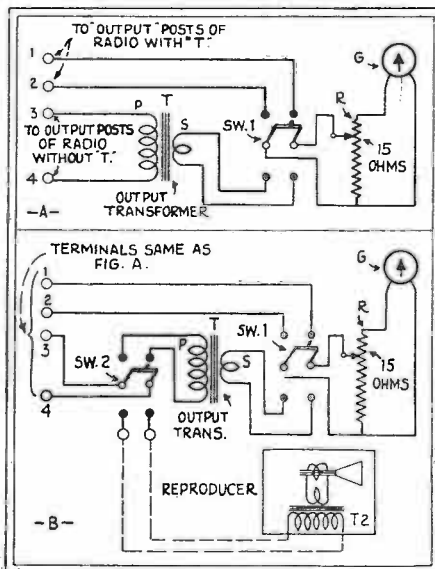 TO "OUTPUT" POSTS OF
RADIO WITH "T."
1
2
3
TO OUTPUT POSTS
OF RADIO
WITHOUT "T."
4
P
T
S
OUTPUT
TRANSFORMER
SW.1
G
R
15
OHMS
-A-
TERMINALS SAME AS
FIG. A.
1
2
3
4
SW.2
P
T
S
OUTPUT
TRANS.
SW.1
G
R
15
OHMS
REPRODUCER
T2
-B-